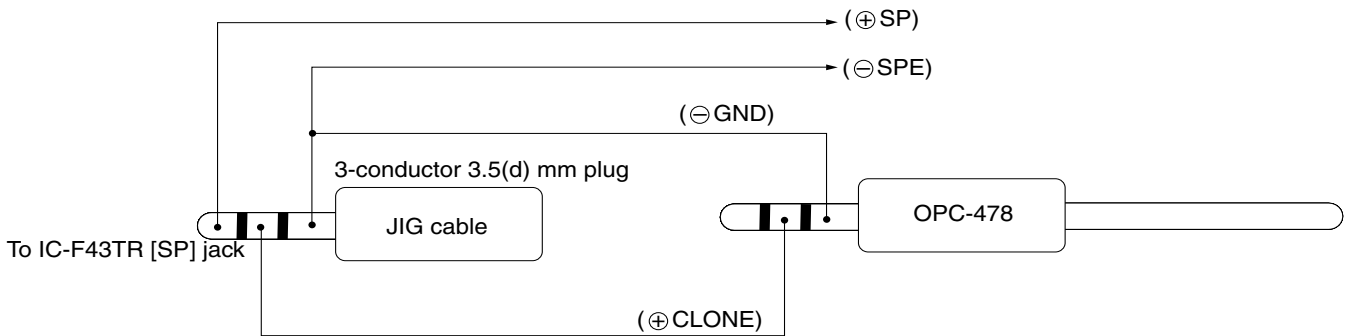 (⊕SP)
(⊖SPE)
(⊖GND)
3-conductor 3.5(d) mm plug
JIG cable
OPC-478
To IC-F43TR [SP] jack
(⊕CLONE)